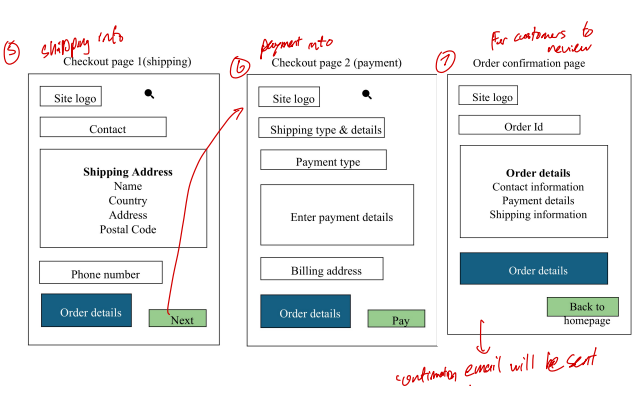 5 shipping info
Checkout page 1(shipping)
Site logo
Contact
Shipping Address
Name
Country
Address
Postal Code
Phone number
Order details
Next
6 payment info
Checkout page 2 (payment)
Site logo
Shipping type & details
Payment type
Enter payment details
Billing address
Order details
Pay
7 For customers to
review
Order confirmation page
Site logo
Order Id
Order details
Contact information
Payment details
Shipping information
Order details
Back to
homepage
confirmation email will be sent